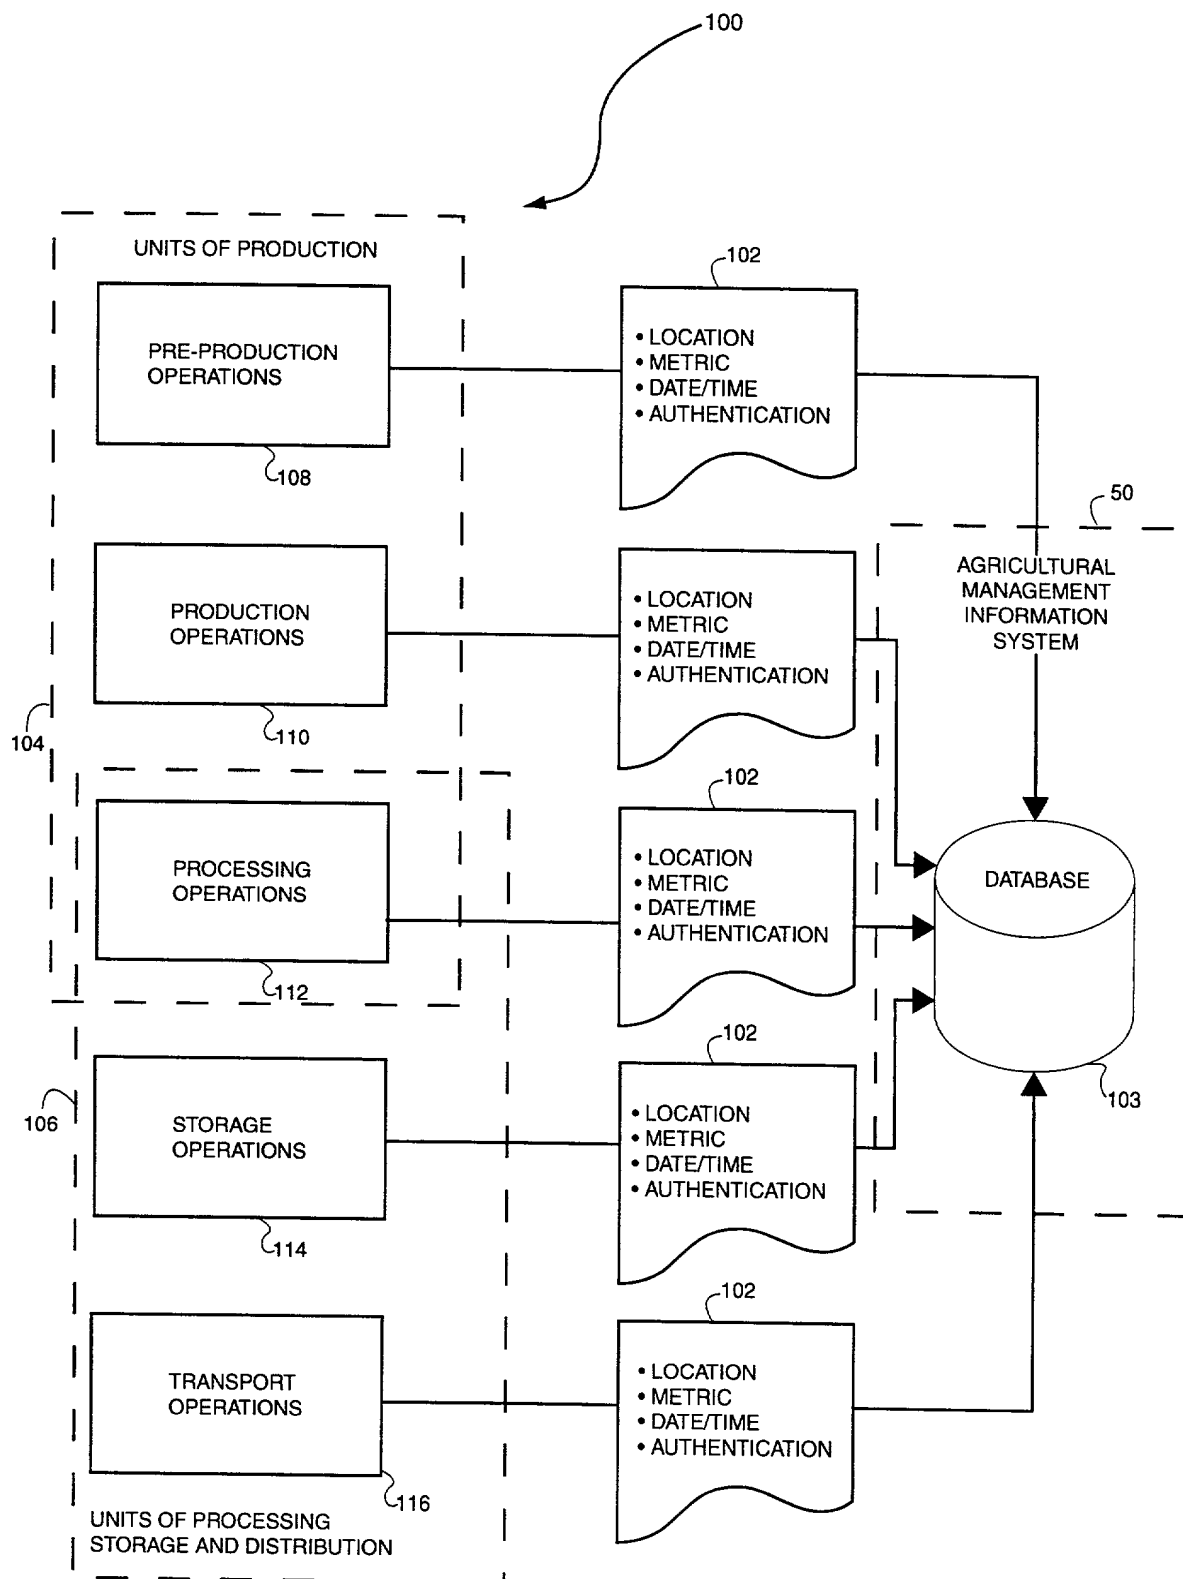 100
UNITS OF PRODUCTION
PRE-PRODUCTION
OPERATIONS
108
102
• LOCATION
• METRIC
• DATE/TIME
• AUTHENTICATION
50
AGRICULTURAL
MANAGEMENT
INFORMATION
SYSTEM
PRODUCTION
OPERATIONS
110
104
• LOCATION
• METRIC
• DATE/TIME
• AUTHENTICATION
PROCESSING
OPERATIONS
112
102
• LOCATION
• METRIC
• DATE/TIME
• AUTHENTICATION
DATABASE
103
106
STORAGE
OPERATIONS
114
102
• LOCATION
• METRIC
• DATE/TIME
• AUTHENTICATION
TRANSPORT
OPERATIONS
116
102
• LOCATION
• METRIC
• DATE/TIME
• AUTHENTICATION
UNITS OF PROCESSING
STORAGE AND DISTRIBUTION